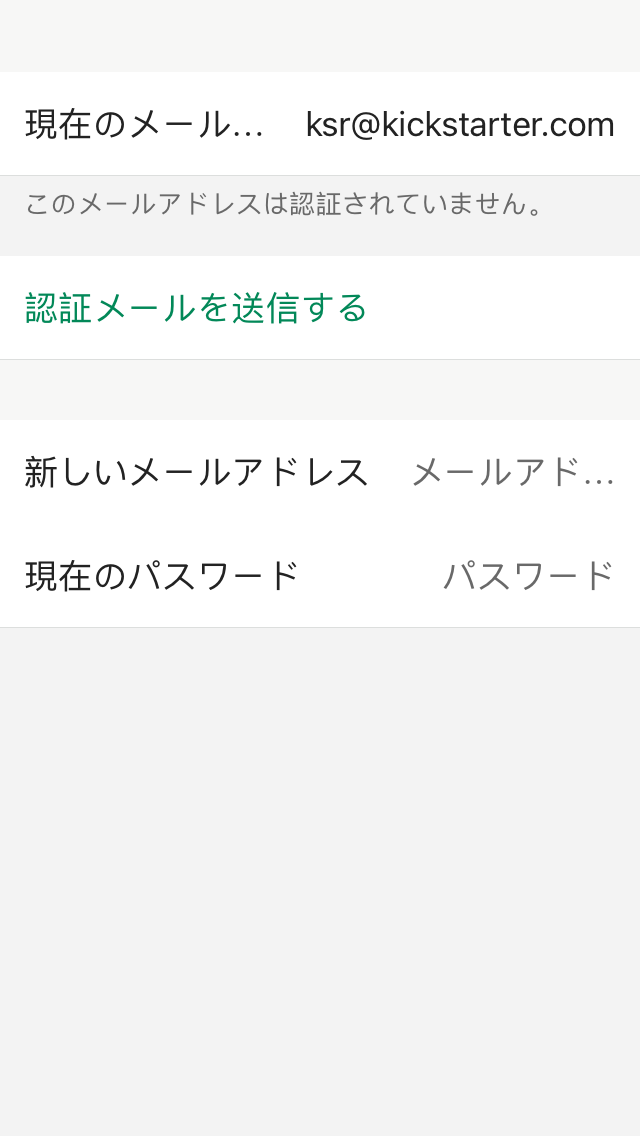 現在のメール... ksr@kickstarter.com
このメールアドレスは認証されていません。
認証メールを送信する
新しいメールアドレス メールアド...
現在のパスワード パスワード